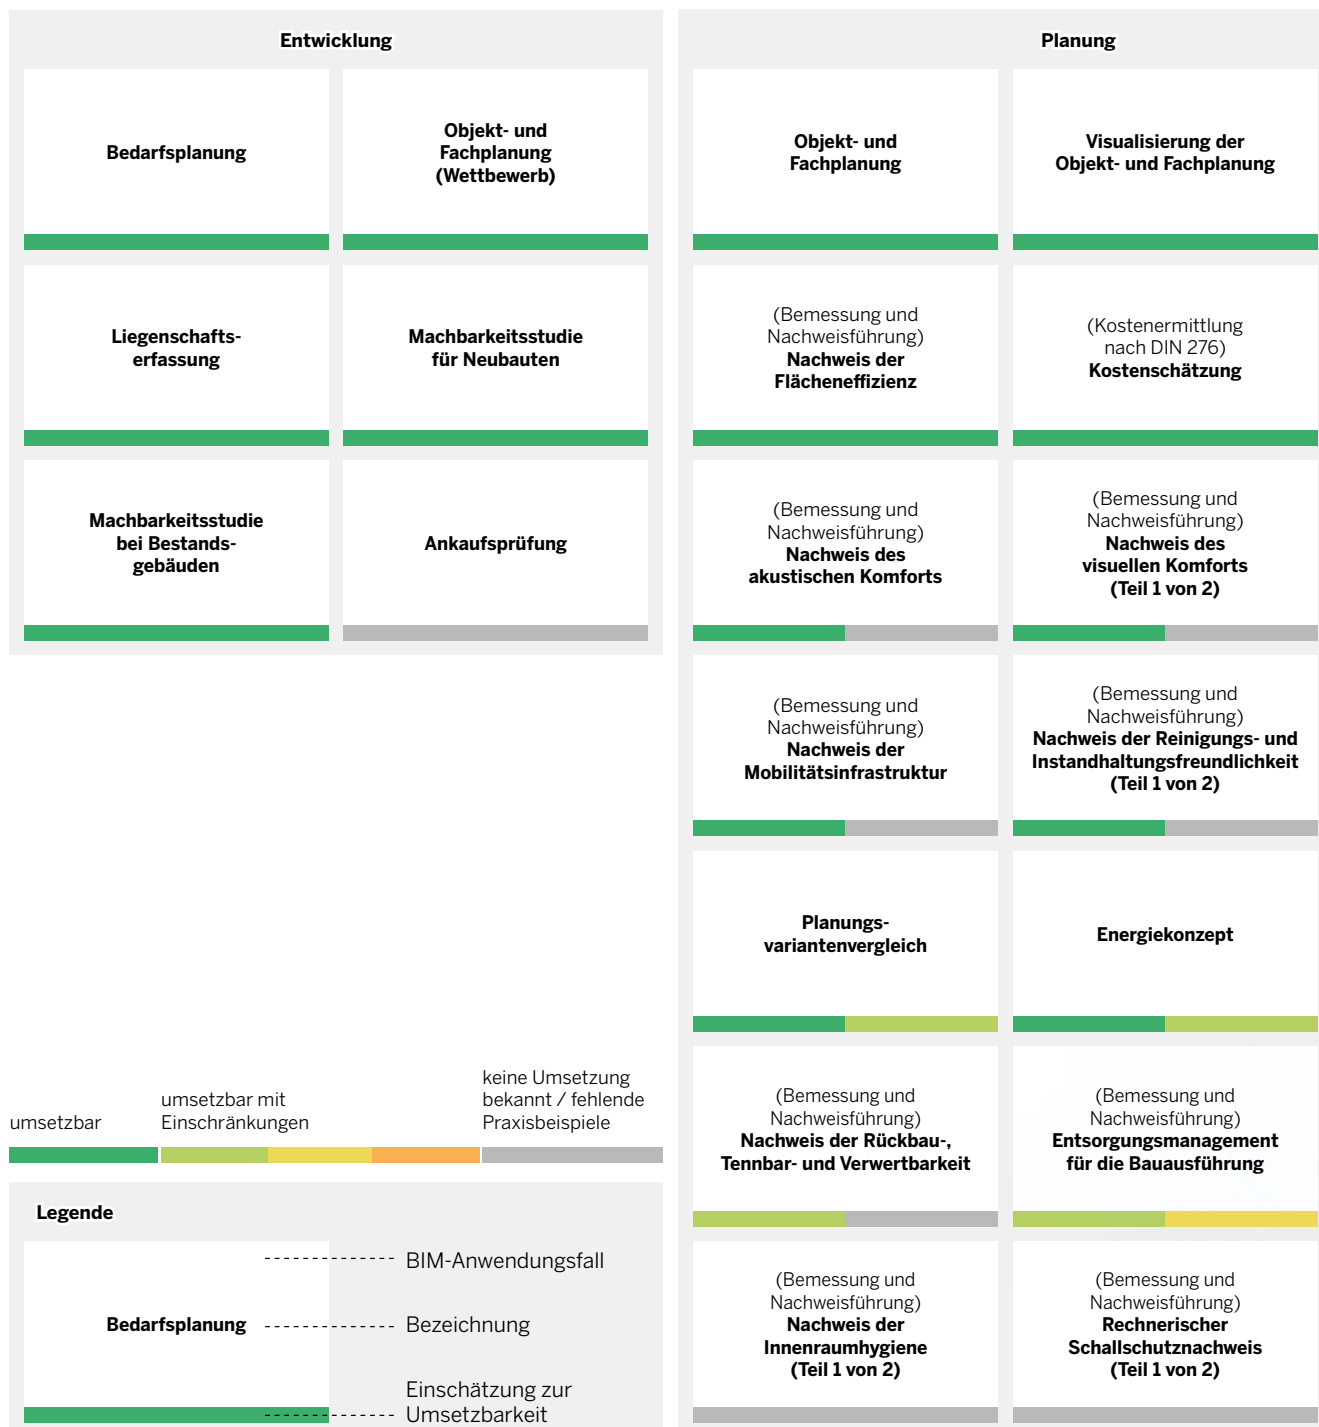 Entwicklung
Bedarfsplanung
Objekt- und
Fachplanung
(Wettbewerb)
Liegenschafts-
erfassung
Machbarkeitsstudie
für Neubauten
Machbarkeitsstudie
bei Bestands-
gebäuden
Ankaufsprüfung
umsetzbar
umsetzbar mit
Einschränkungen
keine Umsetzung
bekannt / fehlende
Praxisbeispiele
Legende
Bedarfsplanung
BIM-Anwendungsfall
Bezeichnung
Einschätzung zur
Umsetzbarkeit
Planung
Objekt- und
Fachplanung
Visualisierung der
Objekt- und Fachplanung
(Bemessung und
Nachweisführung)
Nachweis der
Flächeneffizienz
(Kostenermittlung
nach DIN 276)
Kostenschätzung
(Bemessung und
Nachweisführung)
Nachweis des
akustischen Komforts
(Bemessung und
Nachweisführung)
Nachweis des
visuellen Komforts
(Teil 1 von 2)
(Bemessung und
Nachweisführung)
Nachweis der
Mobilitätsinfrastruktur
(Bemessung und
Nachweisführung)
Nachweis der Reinigungs- und
Instandhaltungsfreundlichkeit
(Teil 1 von 2)
Planungs-
variantenvergleich
Energiekonzept
(Bemessung und
Nachweisführung)
Nachweis der Rückbau-,
Tennbar- und Verwertbarkeit
(Bemessung und
Nachweisführung)
Entsorgungsmanagement
für die Bauausführung
(Bemessung und
Nachweisführung)
Nachweis der
Innenraumhygiene
(Teil 1 von 2)
(Bemessung und
Nachweisführung)
Rechnerischer
Schallschutznachweis
(Teil 1 von 2)